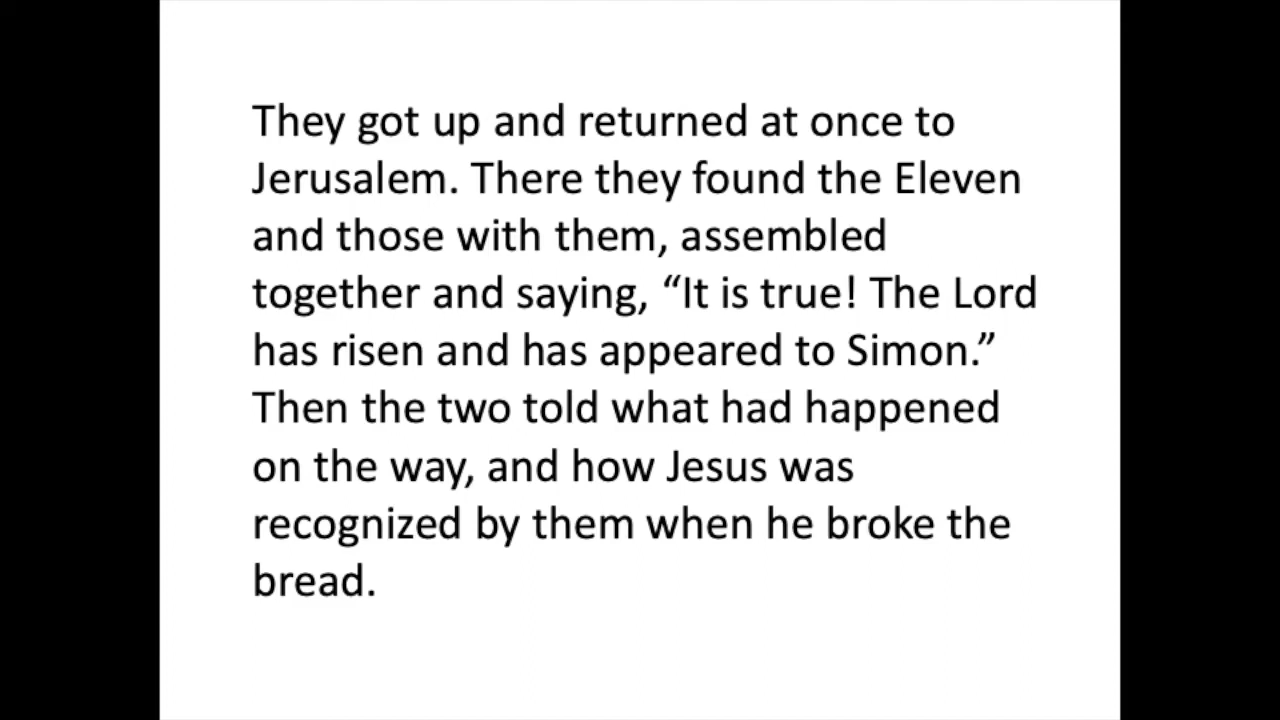 They got up and returned at once to
Jerusalem. There they found the Eleven
and those with them, assembled
together and saying, “It is true! The Lord
has risen and has appeared to Simon.”
Then the two told what had happened
on the way, and how Jesus was
recognized by them when he broke the
bread.